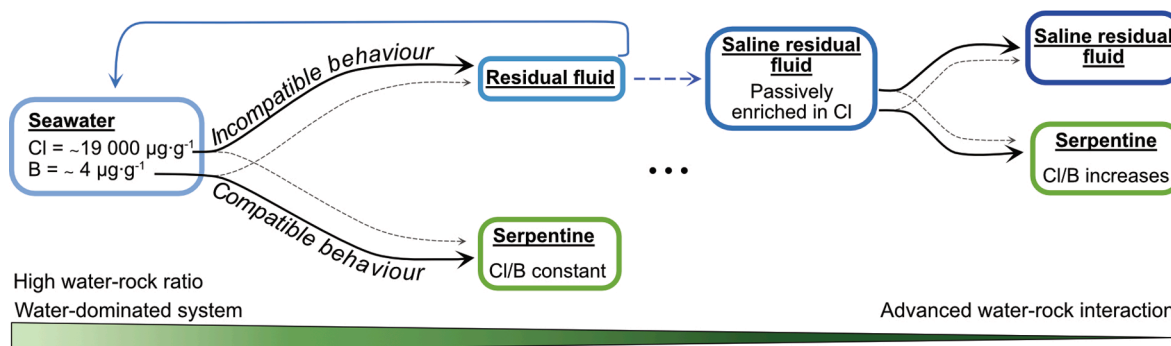 Seawater
Cl = ~19 000 µg·g⁻¹
B = ~ 4 µg·g⁻¹
Incompatible behaviour
Compatible behaviour
Residual fluid
Serpentine
Cl/B constant
...
Saline residual
fluid
Passively
enriched in Cl
Saline residual
fluid
Serpentine
Cl/B increases
High water-rock ratio
Water-dominated system
Advanced water-rock interaction